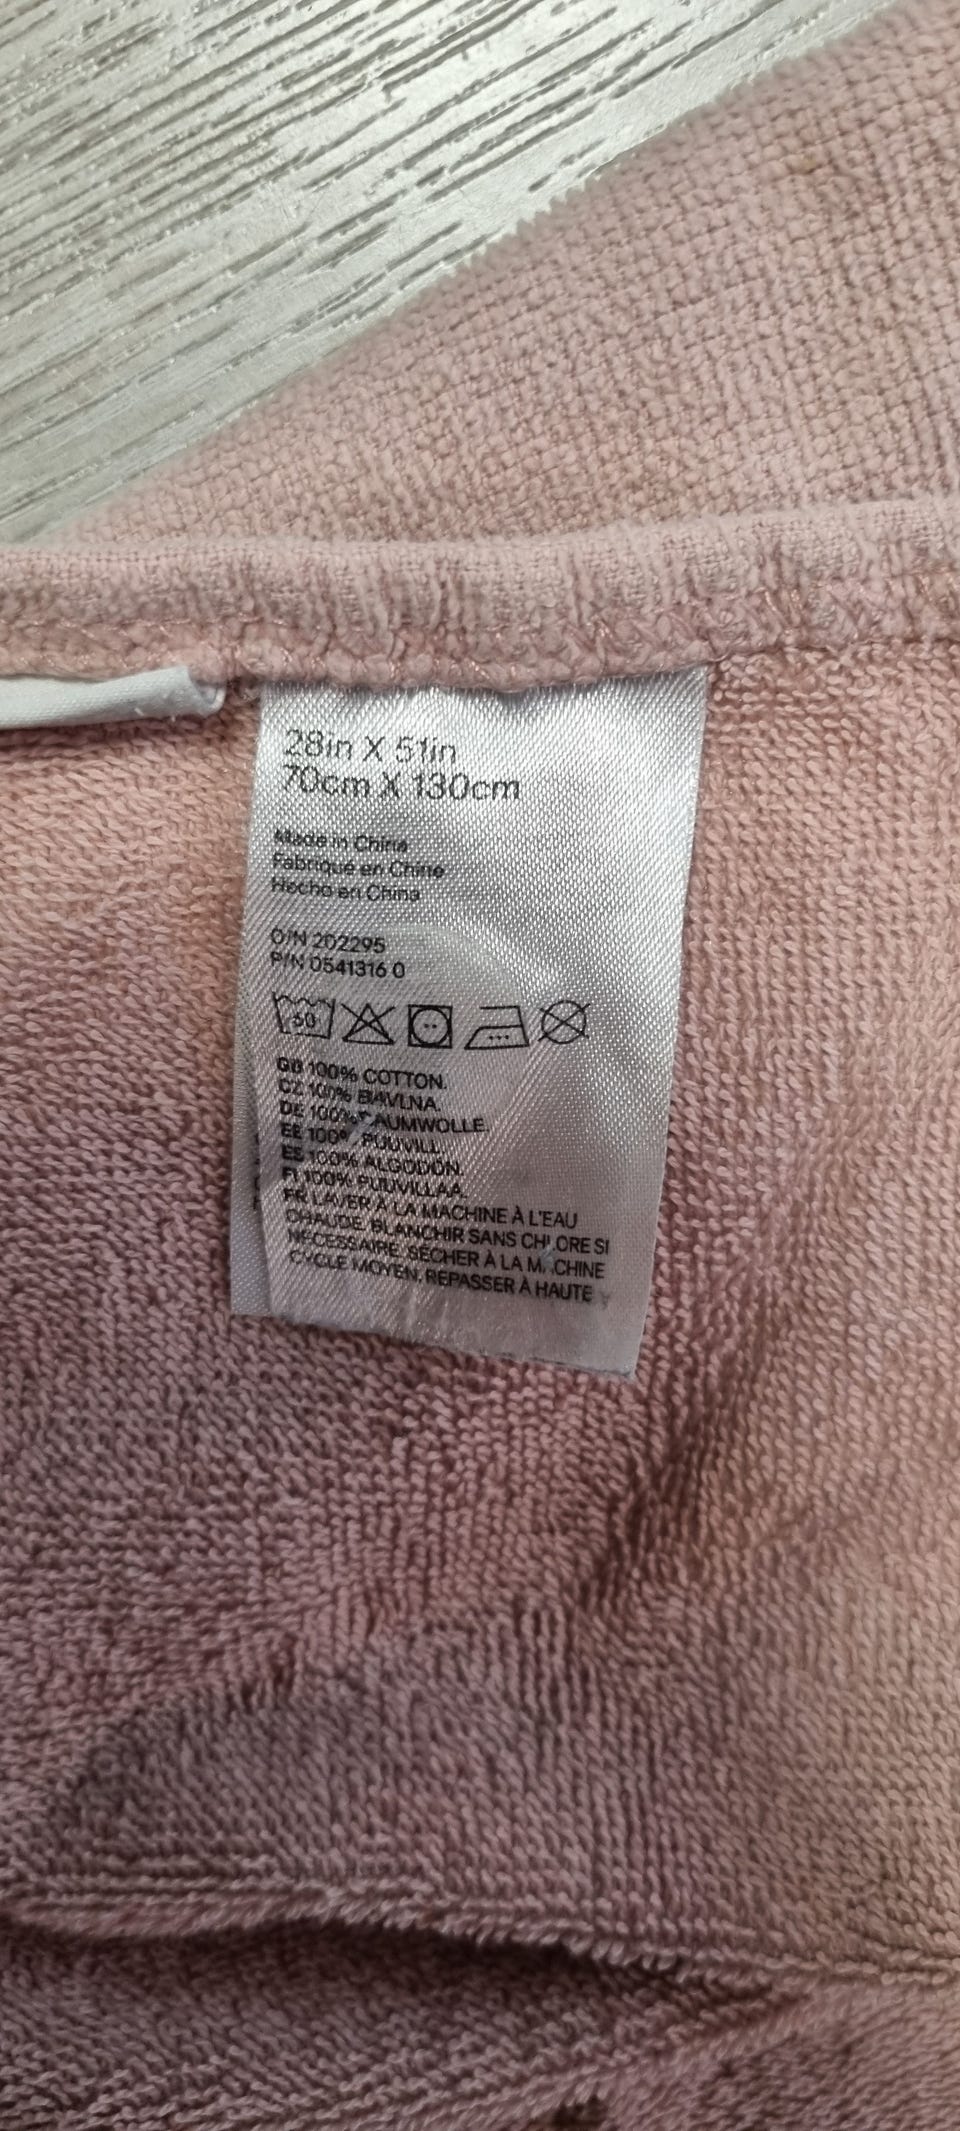 28in X 51in
70cm X 130cm
Made in China
Fabriqué en Chine
Hecho en China
O/N 202295
P/N 0541316 0
60
GB 100% COTTON.
CZ 100% BAVLNA.
DE 100% BAUMWOLLE.
EE 100% PUUVILL.
ES 100% ALGODÓN.
FI 100% PUUVILLAA.
FR LAVER À LA MACHINE À L'EAU
CHAUDE. BLANCHIR SANS CHLORE SI
NÉCESSAIRE. SÉCHER À LA MACHINE
CYCLE MOYEN. REPASSER À HAUTE